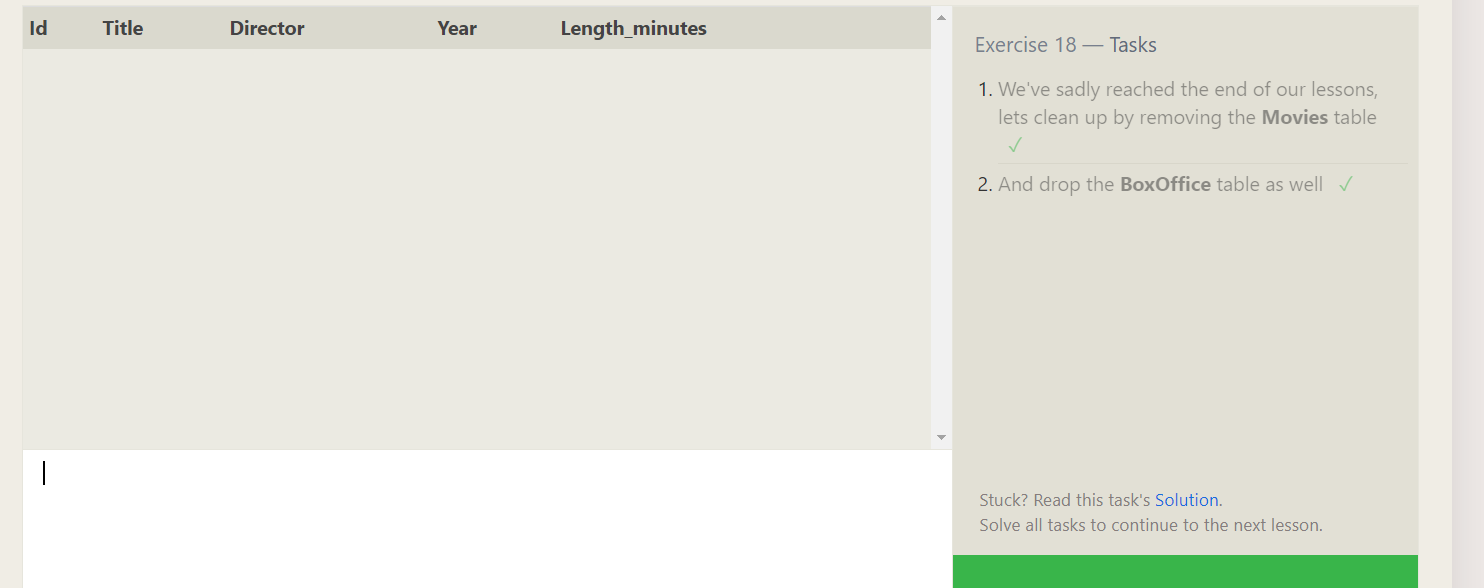 Id Title Director Year Length_minutes
Exercise 18 — Tasks
1. We've sadly reached the end of our lessons,
lets clean up by removing the Movies table
✓
2. And drop the BoxOffice table as well ✓
Stuck? Read this task's Solution.
Solve all tasks to continue to the next lesson.